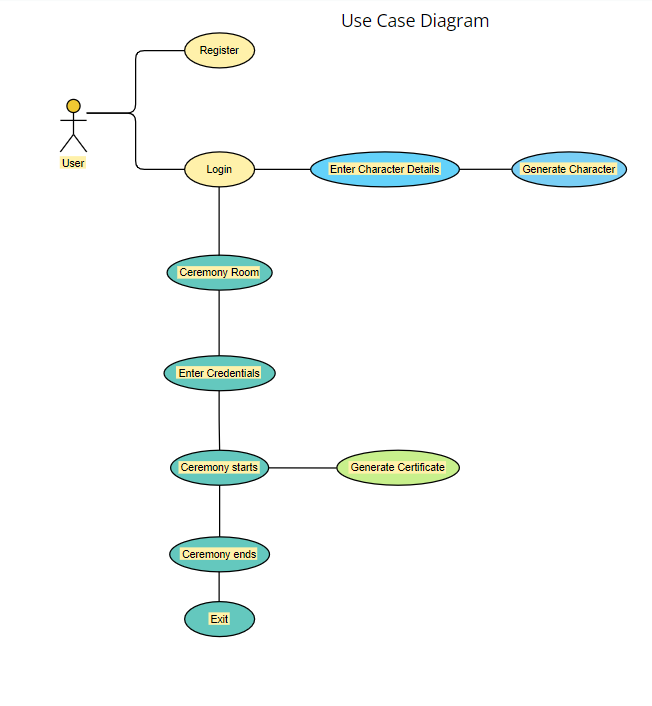 Use Case Diagram
Register
User
Login
Enter Character Details
Generate Character
Ceremony Room
Enter Credentials
Ceremony starts
Generate Certificate
Ceremony ends
Exit